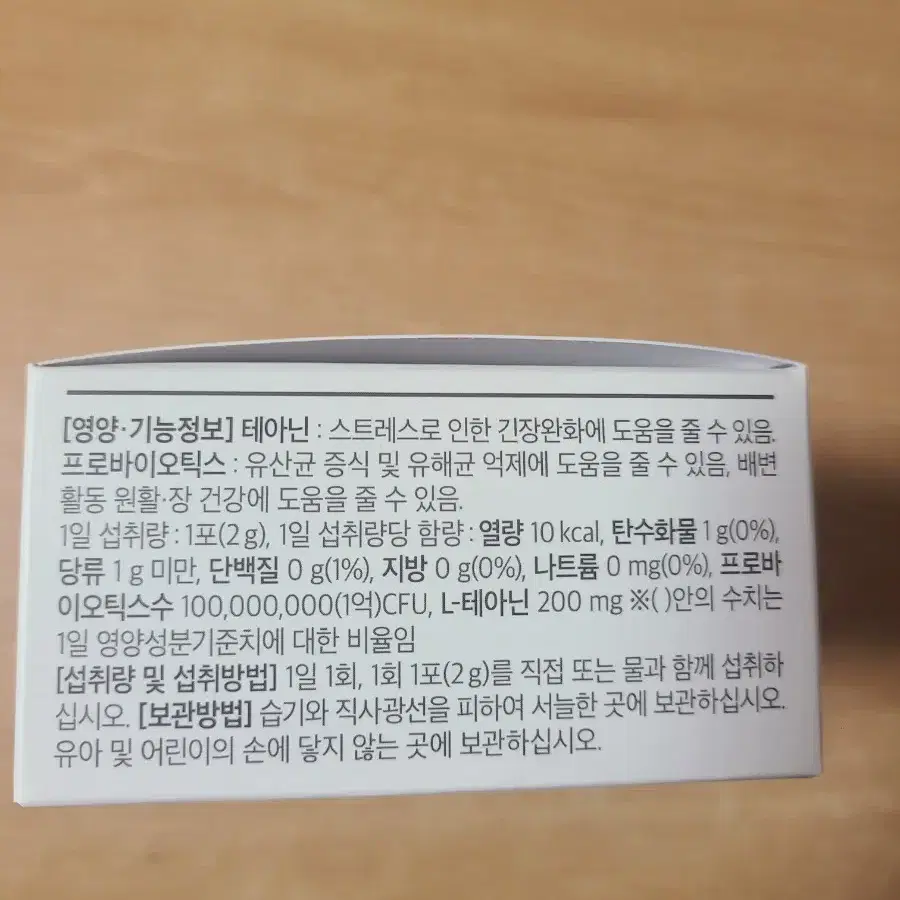 [영양·기능정보] 테아닌 : 스트레스로 인한 긴장완화에 도움을 줄 수 있음.
프로바이오틱스 : 유산균 증식 및 유해균 억제에 도움을 줄 수 있음, 배변
활동 원활·장 건강에 도움을 줄 수 있음.
1일 섭취량 : 1포(2 g), 1일 섭취량당 함량 : 열량 10 kcal, 탄수화물 1 g(0%),
당류 1 g 미만, 단백질 0 g(1%), 지방 0 g(0%), 나트륨 0 mg(0%), 프로바
이오틱스수 100,000,000(1억)CFU, L-테아닌 200 mg ※( )안의 수치는
1일 영양성분기준치에 대한 비율임
[섭취량 및 섭취방법] 1일 1회, 1회 1포(2 g)를 직접 또는 물과 함께 섭취하
십시오. [보관방법] 습기와 직사광선을 피하여 서늘한 곳에 보관하십시오.
유아 및 어린이의 손에 닿지 않는 곳에 보관하십시오.